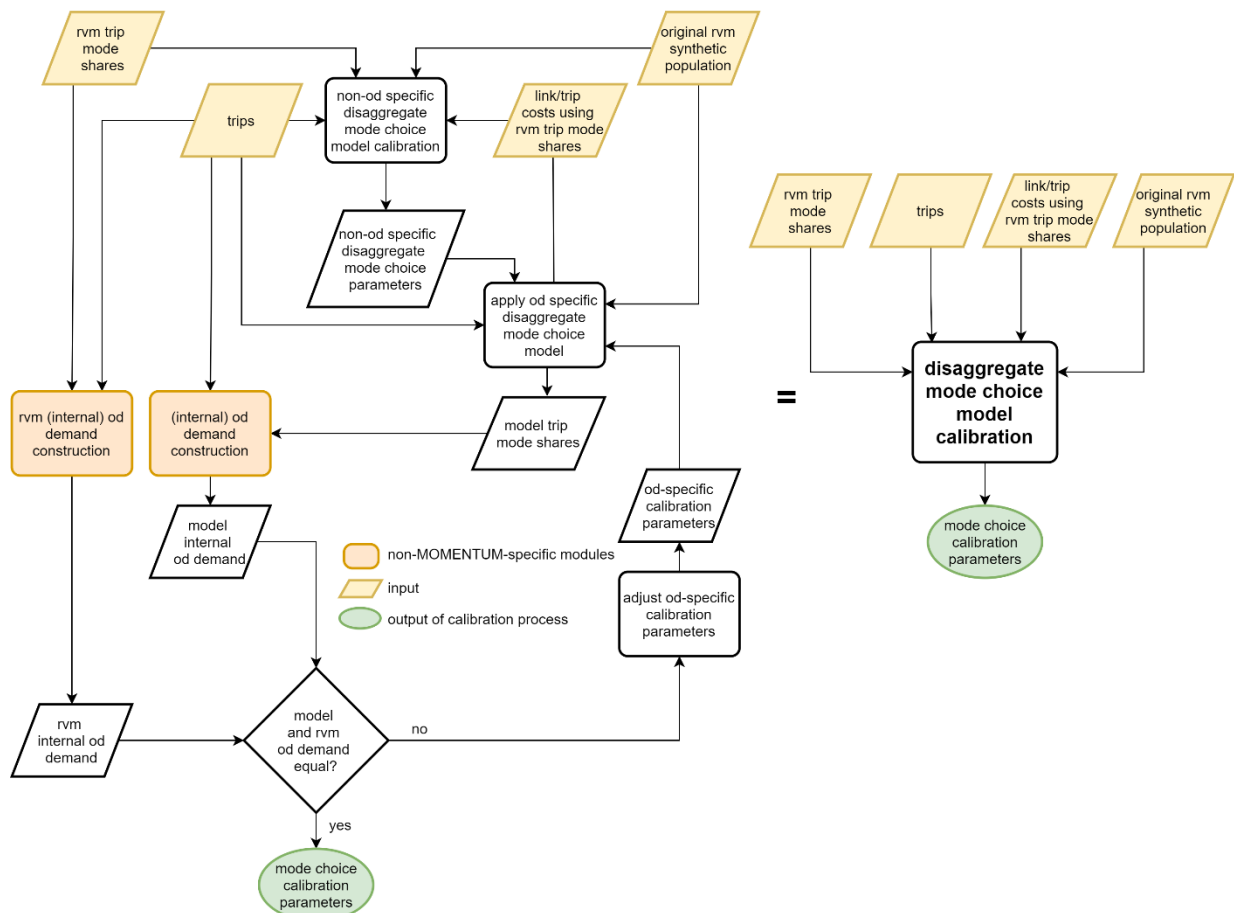 rvm trip
mode
shares
original rvm
synthetic
population
trips
non-od specific
disaggregate
mode choice
model calibration
link/trip
costs using
rvm trip mode
shares
non-od specific
disaggregate
mode choice
parameters
apply od specific
disaggregate
mode choice
model
rvm (internal) od
demand
construction
(internal) od
demand
construction
model trip
mode shares
model
internal
od demand
od-specific
calibration
parameters
non-MOMENTUM-specific modules
input
output of calibration process
adjust od-specific
calibration
parameters
rvm
internal od
demand
model
and rvm
od demand
equal?
no
yes
mode choice
calibration
parameters
=
rvm trip
mode
shares
trips
link/trip
costs using
rvm trip mode
shares
original rvm
synthetic
population
disaggregate
mode choice
model
calibration
mode choice
calibration
parameters